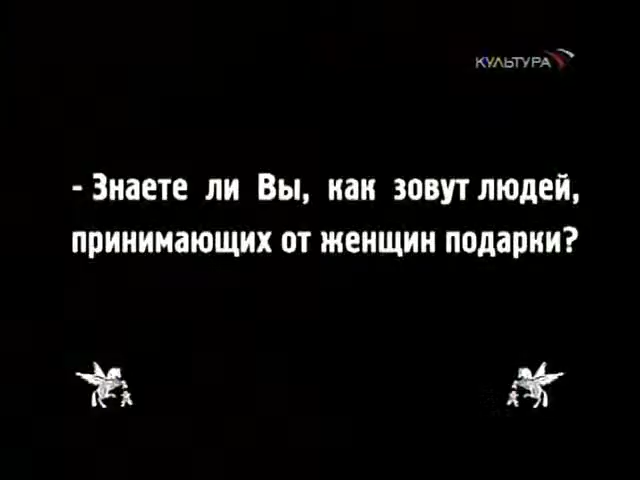 КУЛЬТУРА
- Знаете ли Вы, как зовут людей,
принимающих от женщин подарки?